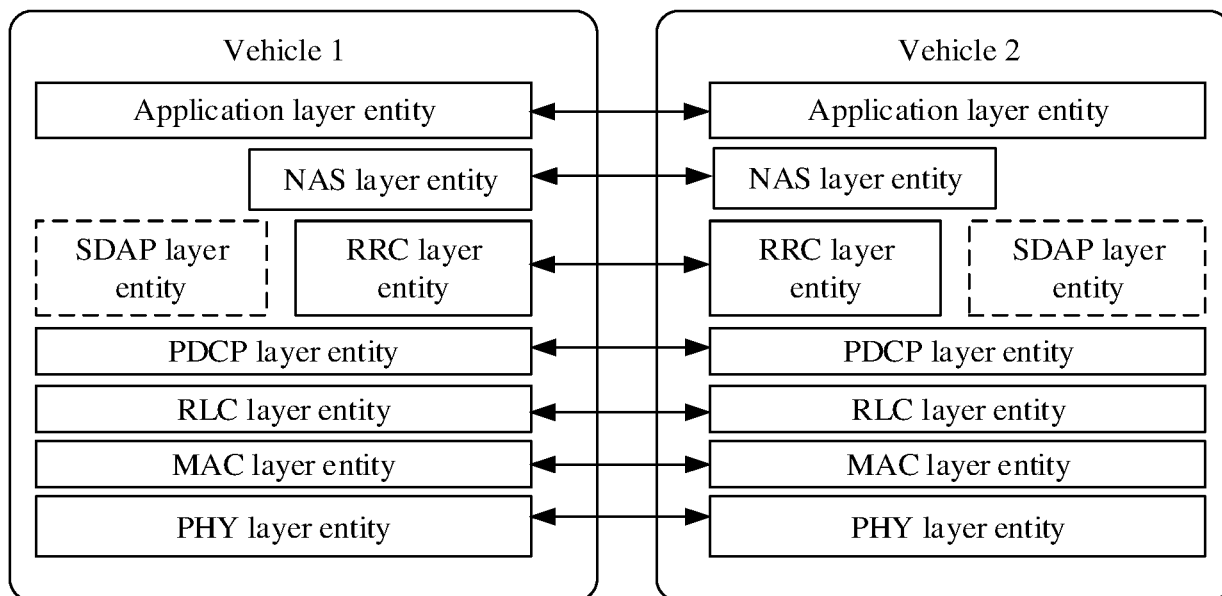 Vehicle 1
Application layer entity
NAS layer entity
SDAP layer
entity
RRC layer
entity
PDCP layer entity
RLC layer entity
MAC layer entity
PHY layer entity
Vehicle 2
Application layer entity
NAS layer entity
RRC layer
entity
SDAP layer
entity
PDCP layer entity
RLC layer entity
MAC layer entity
PHY layer entity